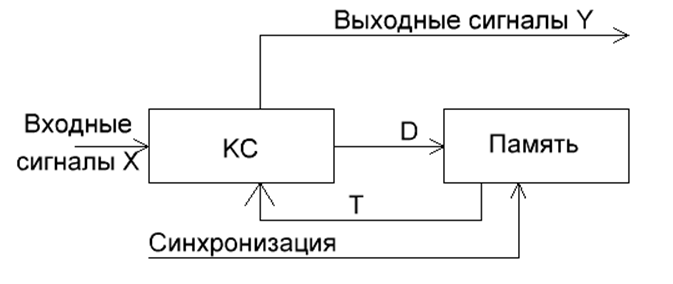 Выходные сигналы Y
Входные
сигналы X
КС
D
Память
T
Синхронизация